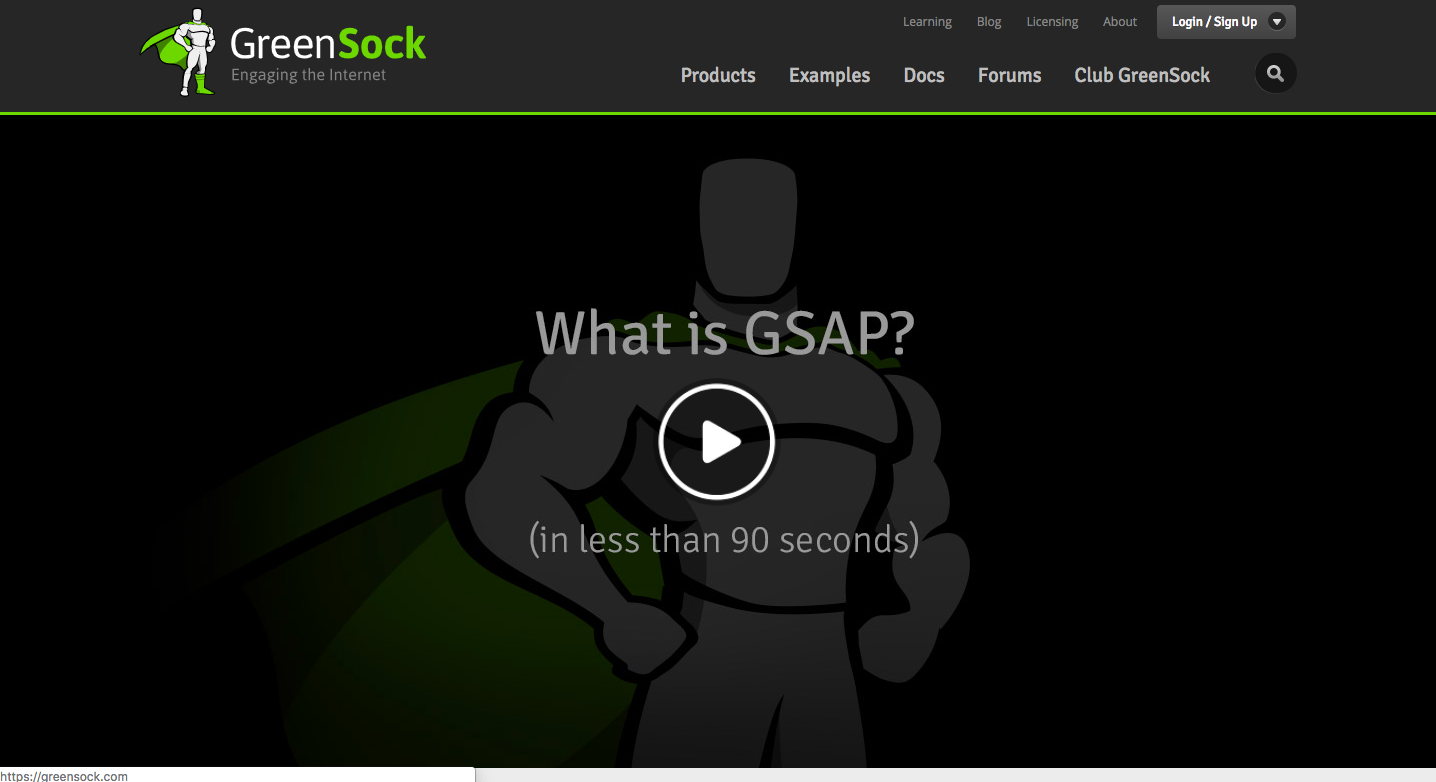 Learning Blog Licensing About Login / Sign Up
GreenSock
Engaging the Internet
Products Examples Docs Forums Club GreenSock
What is GSAP?
(in less than 90 seconds)
https://greensock.com